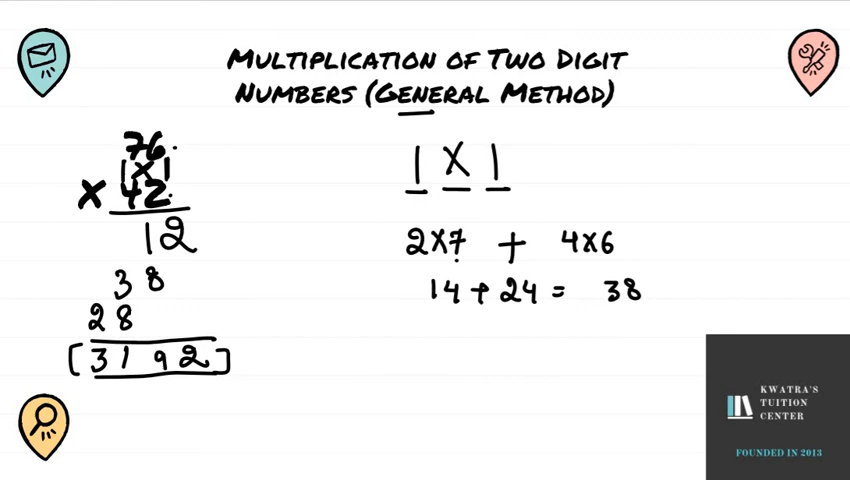 MULTIPLICATION OF TWO DIGIT
NUMBERS (GENERAL METHOD)
76
1X1
X 42
12
38
28
[3192]
1 X 1
2X7 + 4X6
14 + 24 = 38
KWATRA'S
TUITION
CENTER
FOUNDED IN 2013